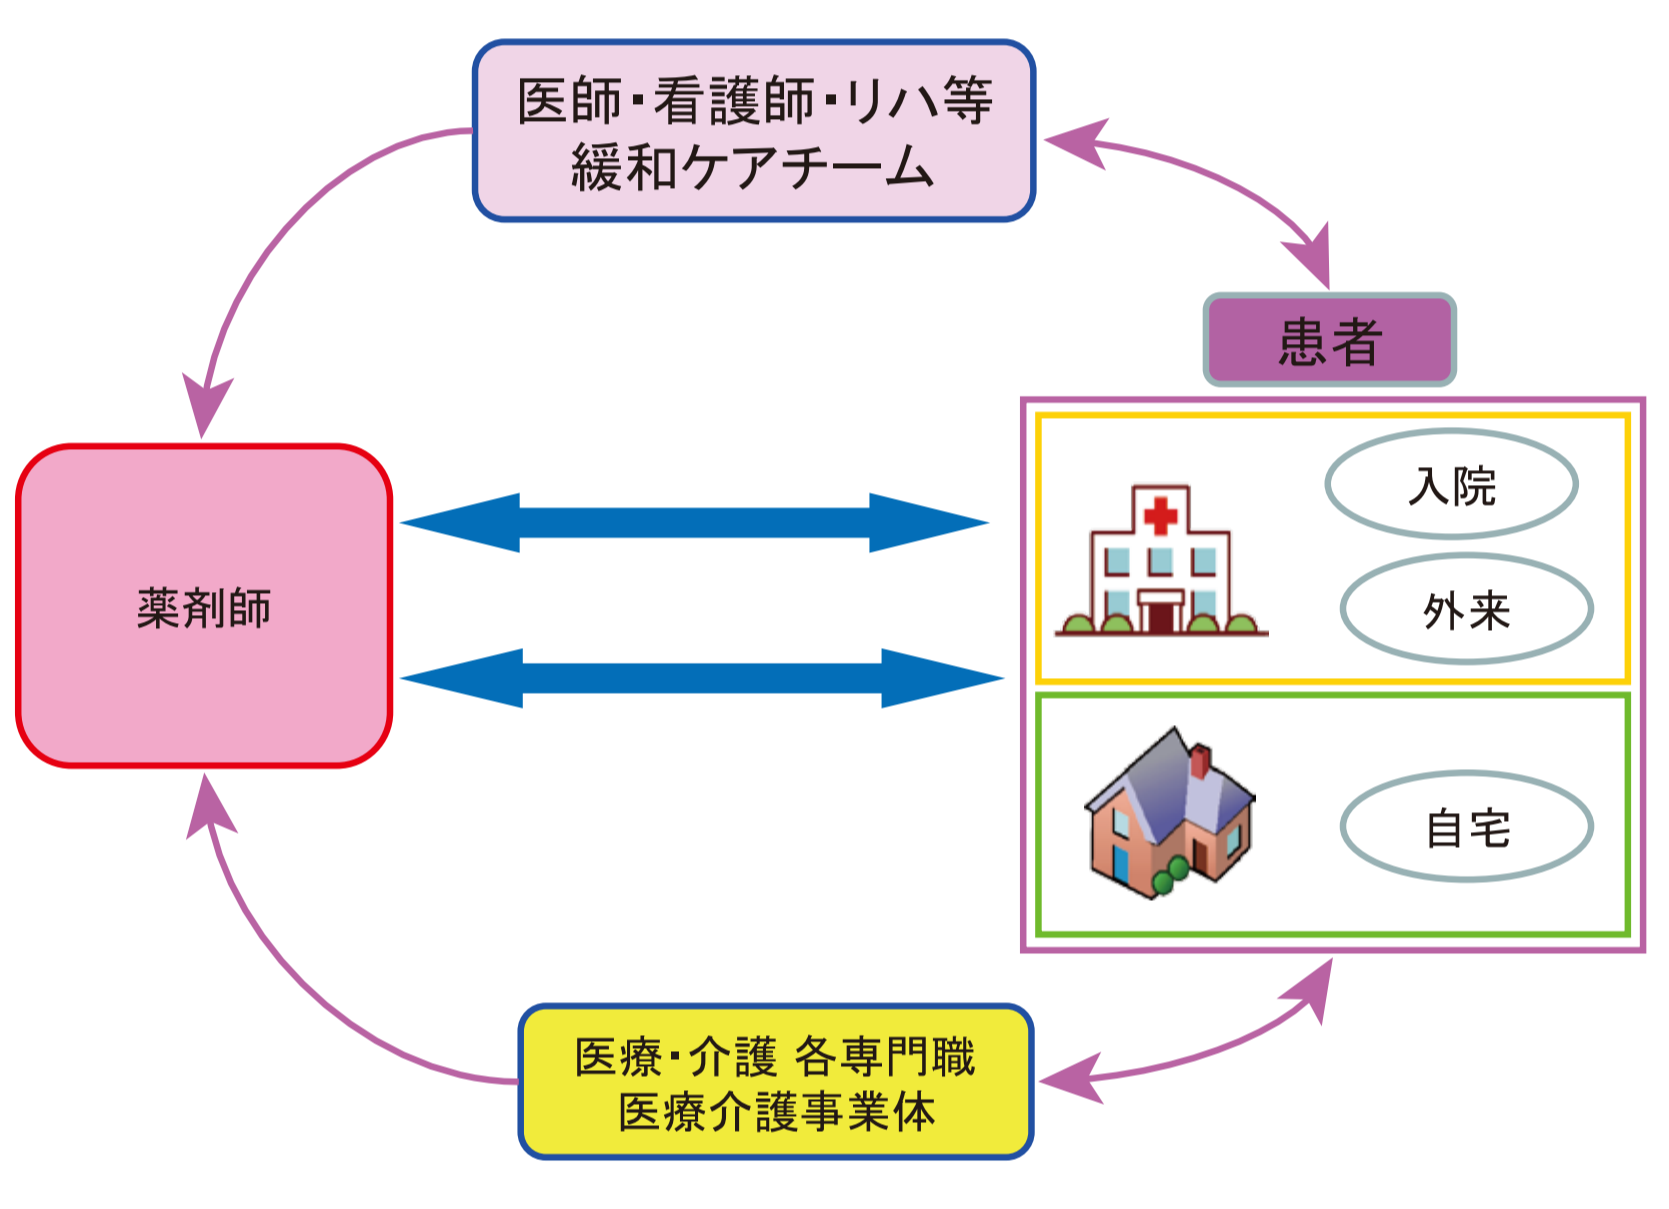 医師・看護師・リハ等
緩和ケアチーム
患者
入院
外来
薬剤師
自宅
医療・介護 各専門職
医療介護事業体